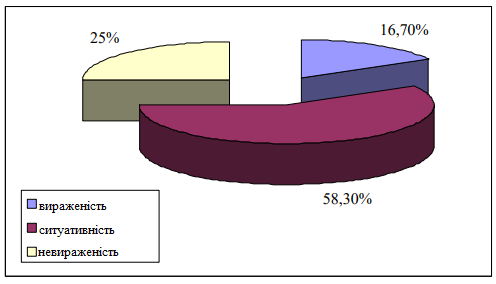 25%
16,70%
58,30%
вираженість
ситуативність
невираженість